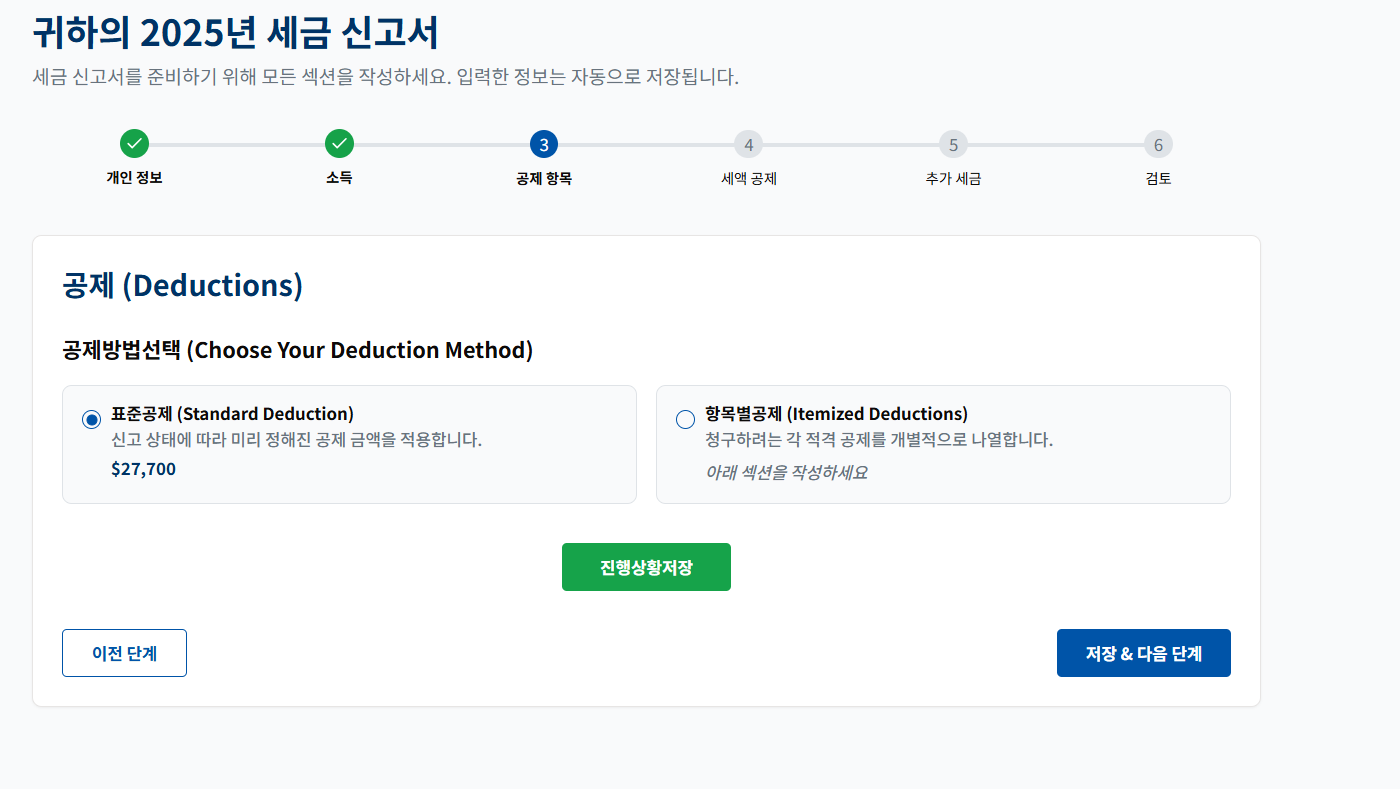 귀하의 2025년 세금 신고서
세금 신고서를 준비하기 위해 모든 섹션을 작성하세요. 입력한 정보는 자동으로 저장됩니다.
3
4
5
6
개인 정보
소득
공제 항목
세액 공제
추가 세금
검토
공제 (Deductions)
공제방법선택 (Choose Your Deduction Method)
표준공제 (Standard Deduction)
신고 상태에 따라 미리 정해진 공제 금액을 적용합니다.
$27,700
항목별공제 (Itemized Deductions)
청구하려는 각 적격 공제를 개별적으로 나열합니다.
아래 섹션을 작성하세요
진행상황저장
이전 단계
저장 & 다음 단계